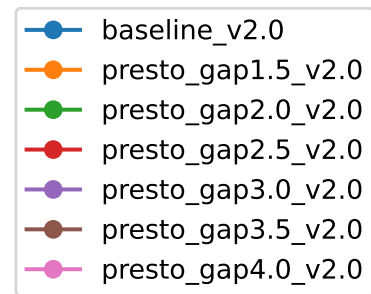 baseline_v2.0
presto_gap1.5_v2.0
presto_gap2.0_v2.0
presto_gap2.5_v2.0
presto_gap3.0_v2.0
presto_gap3.5_v2.0
presto_gap4.0_v2.0